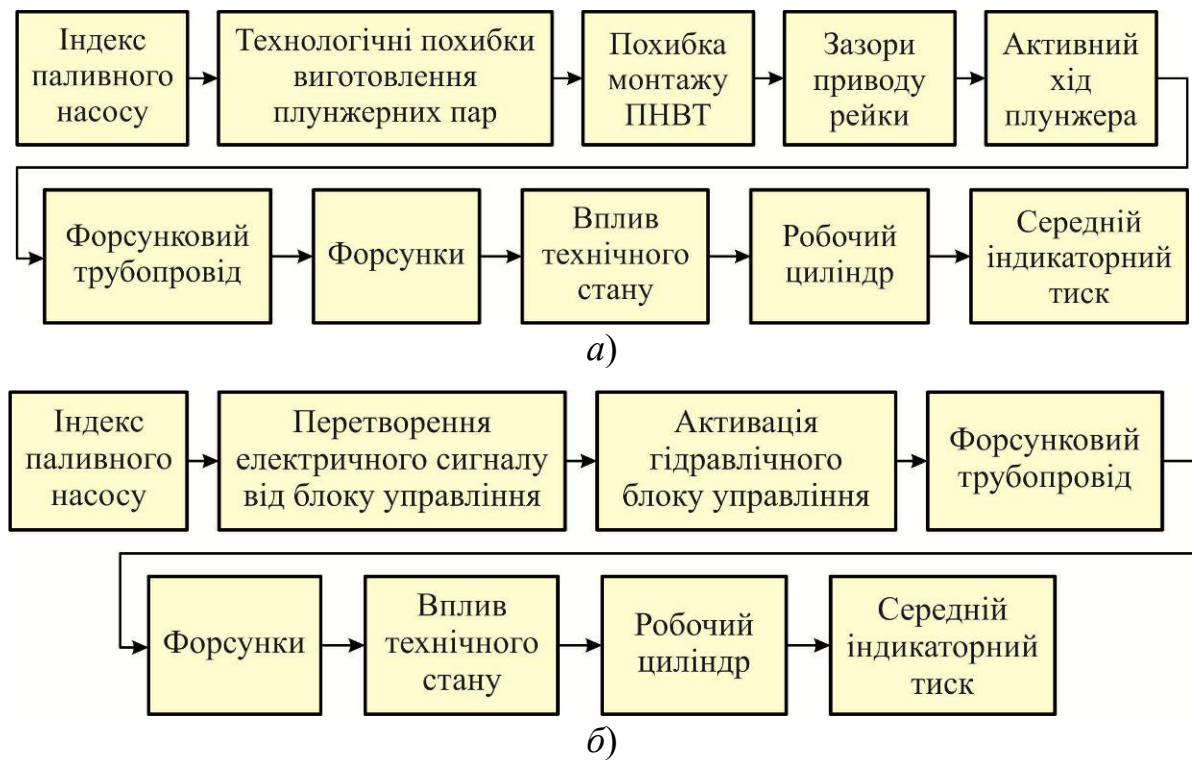 Індекс
паливного
насосу
Технологічні похибки
виготовлення
плунжерних пар
Похибка
монтажу
ПНВТ
Зазори
приводу
рейки
Активний
хід
плунжера
Форсунковий
трубопровід
Форсунки
Вплив
технічного
стану
Робочий
циліндр
Середній
індикаторний
тиск
а)
Індекс
паливного
насосу
Перетворення
електричного сигналу
від блоку управління
Активація
гідравлічного
блоку управління
Форсунковий
трубопровід
Форсунки
Вплив
технічного
стану
Робочий
циліндр
Середній
індикаторний
тиск
б)